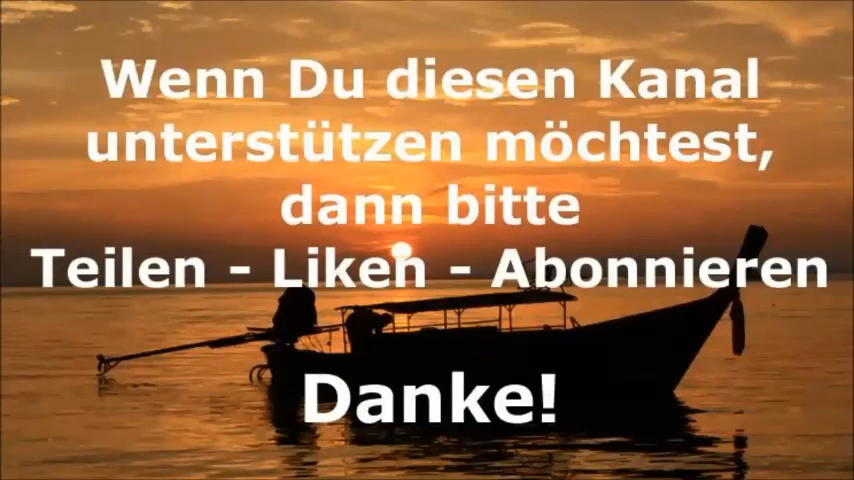 Wenn Du diesen Kanal
unterstützen möchtest,
dann bitte
Teilen - Liken - Abonnieren
Danke!